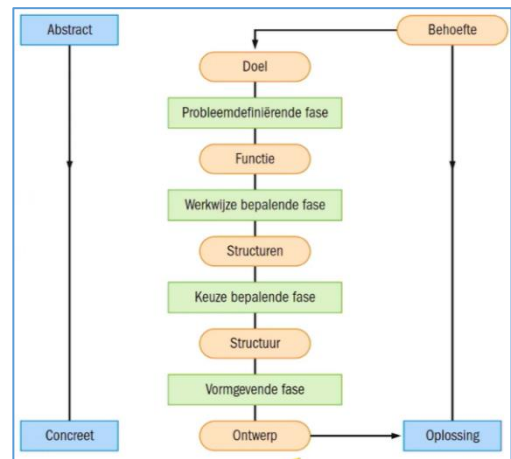 Abstract
Behoefte
Doel
Probleemdefiniërende fase
Functie
Werkwijze bepalende fase
Structuren
Keuze bepalende fase
Structuur
Vormgevende fase
Concreet
Ontwerp
Oplossing